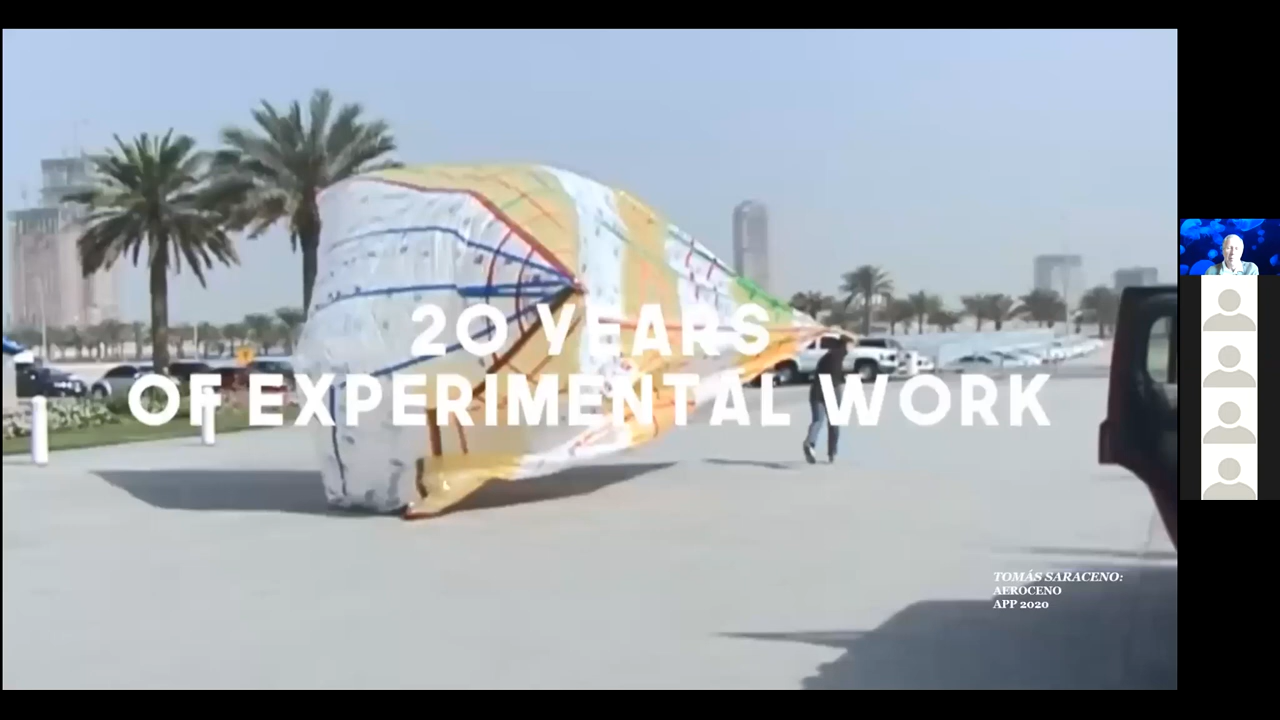 20 YEARS
OF EXPERIMENTAL WORK
TOMÁS SARACENO:
AEROCENO
APP 2020